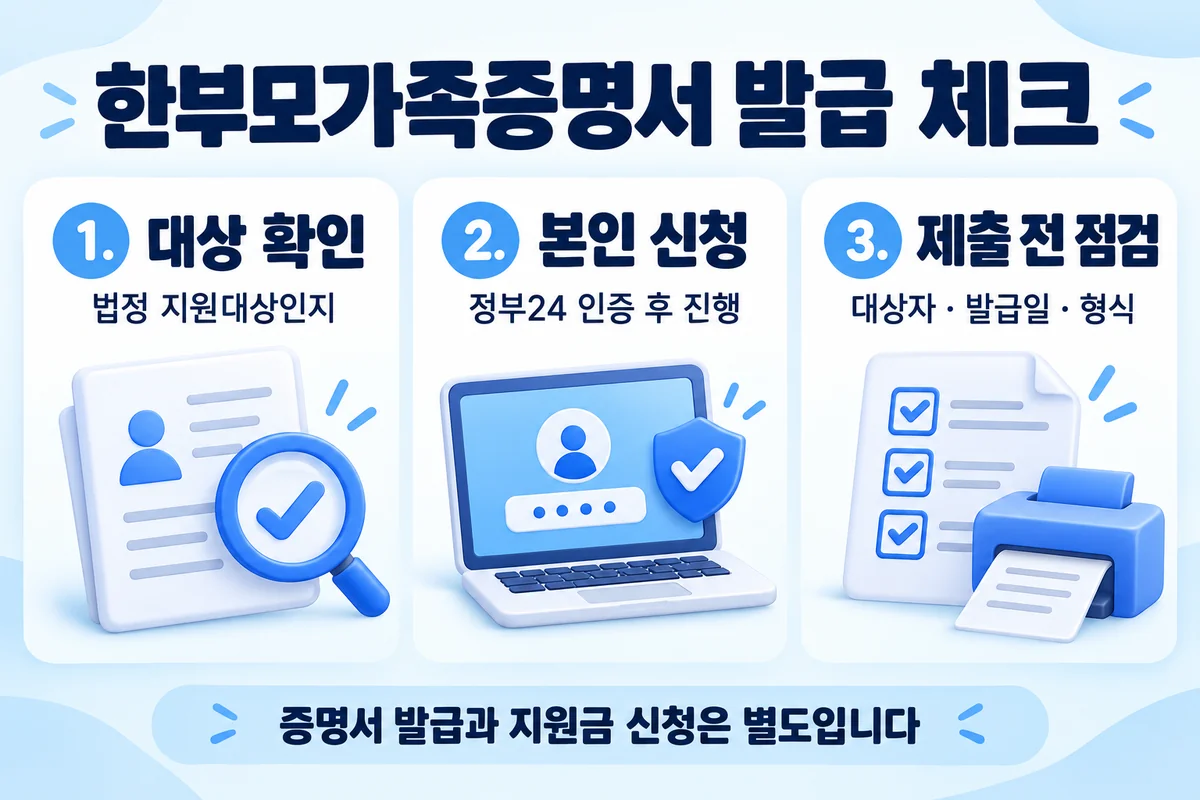 한부모가족증명서 발급 체크
1. 대상 확인
법정 지원대상인지
2. 본인 신청
정부24 인증 후 진행
3. 제출 전 점검
대상자 · 발급일 · 형식
증명서 발급과 지원금 신청은 별도입니다